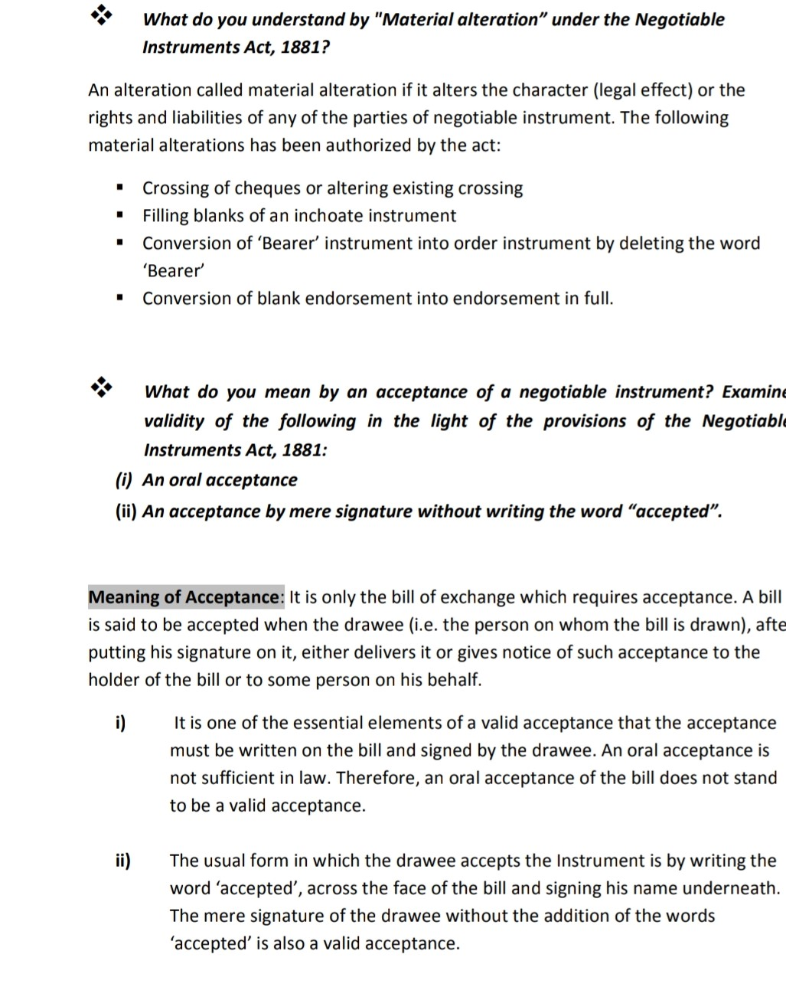 What do you understand by "Material alteration” under the Negotiable
Instruments Act, 1881?
An alteration called material alteration if it alters the character (legal effect) or the
rights and liabilities of any of the parties of negotiable instrument. The following
material alterations has been authorized by the act:
▪ Crossing of cheques or altering existing crossing
▪ Filling blanks of an inchoate instrument
▪ Conversion of ‘Bearer’ instrument into order instrument by deleting the word
‘Bearer’
▪ Conversion of blank endorsement into endorsement in full.
What do you mean by an acceptance of a negotiable instrument? Examine
validity of the following in the light of the provisions of the Negotiable
Instruments Act, 1881:
(i) An oral acceptance
(ii) An acceptance by mere signature without writing the word “accepted”.
Meaning of Acceptance: It is only the bill of exchange which requires acceptance. A bill
is said to be accepted when the drawee (i.e. the person on whom the bill is drawn), afte
putting his signature on it, either delivers it or gives notice of such acceptance to the
holder of the bill or to some person on his behalf.
i) It is one of the essential elements of a valid acceptance that the acceptance
must be written on the bill and signed by the drawee. An oral acceptance is
not sufficient in law. Therefore, an oral acceptance of the bill does not stand
to be a valid acceptance.
ii) The usual form in which the drawee accepts the Instrument is by writing the
word ‘accepted’, across the face of the bill and signing his name underneath.
The mere signature of the drawee without the addition of the words
‘accepted’ is also a valid acceptance.